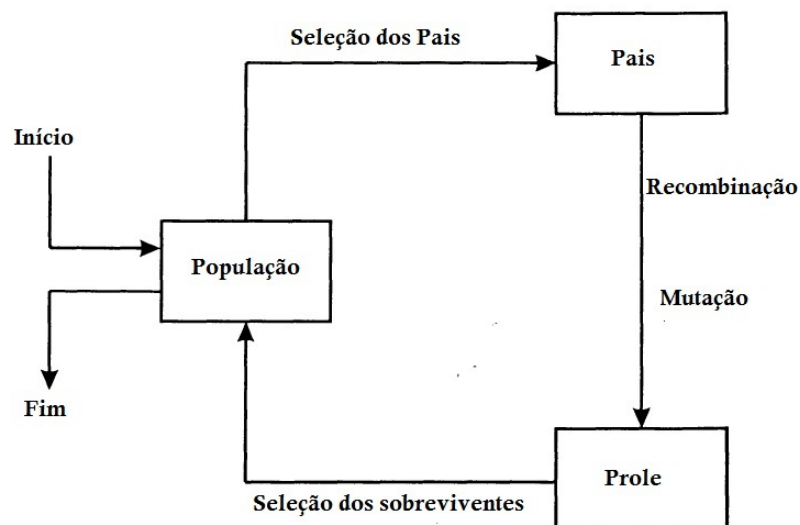 Seleção dos Pais
Pais
Início
Recombinação
População
Mutação
Fim
Prole
Seleção dos sobreviventes